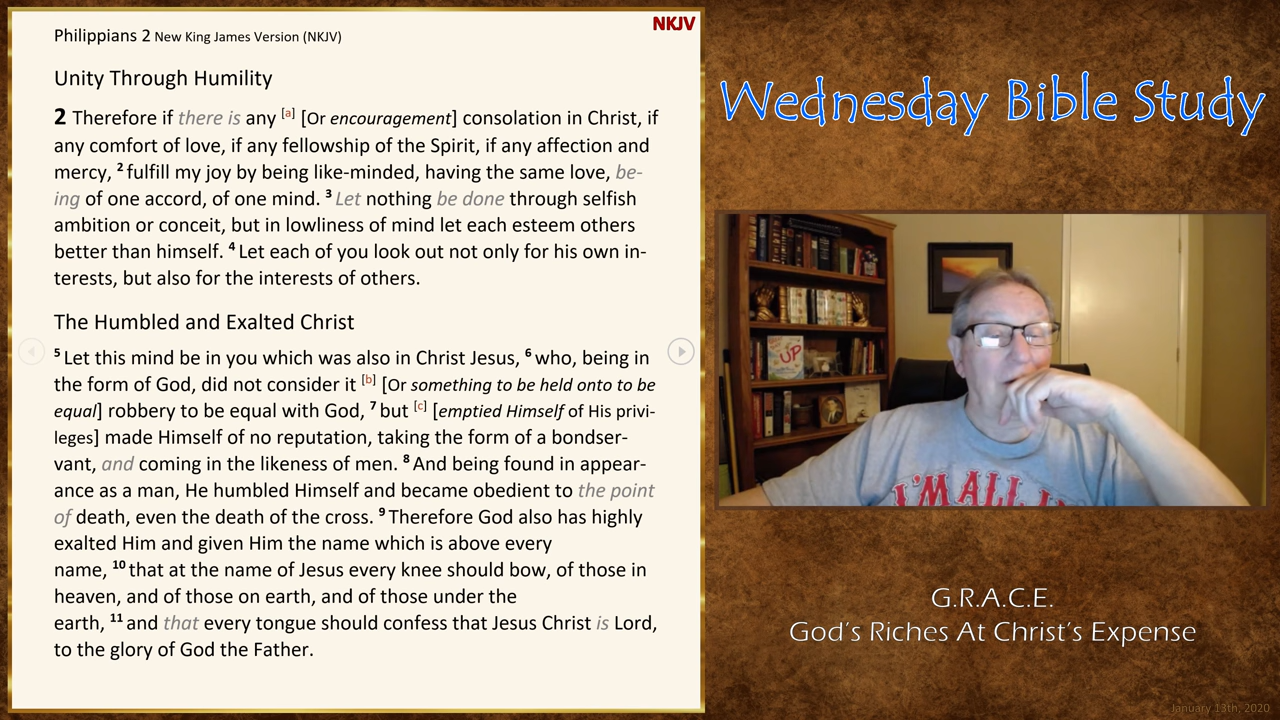 NKJV
Philippians 2 New King James Version (NKJV)
Unity Through Humility
2 Therefore if there is any [a] [Or encouragement] consolation in Christ, if
any comfort of love, if any fellowship of the Spirit, if any affection and
mercy, 2 fulfill my joy by being like-minded, having the same love, be-
ing of one accord, of one mind. 3 Let nothing be done through selfish
ambition or conceit, but in lowliness of mind let each esteem others
better than himself. 4 Let each of you look out not only for his own in-
terests, but also for the interests of others.
The Humbled and Exalted Christ
5 Let this mind be in you which was also in Christ Jesus, 6 who, being in
the form of God, did not consider it [b] [Or something to be held onto to be
equal] robbery to be equal with God, 7 but [c] [emptied Himself of His privi-
leges] made Himself of no reputation, taking the form of a bondser-
vant, and coming in the likeness of men. 8 And being found in appear-
ance as a man, He humbled Himself and became obedient to the point
of death, even the death of the cross. 9 Therefore God also has highly
exalted Him and given Him the name which is above every
name, 10 that at the name of Jesus every knee should bow, of those in
heaven, and of those on earth, and of those under the
earth, 11 and that every tongue should confess that Jesus Christ is Lord,
to the glory of God the Father.
Wednesday Bible Study
UP
I'M ALL
G.R.A.C.E.
God's Riches At Christ's Expense
January 13th, 2020